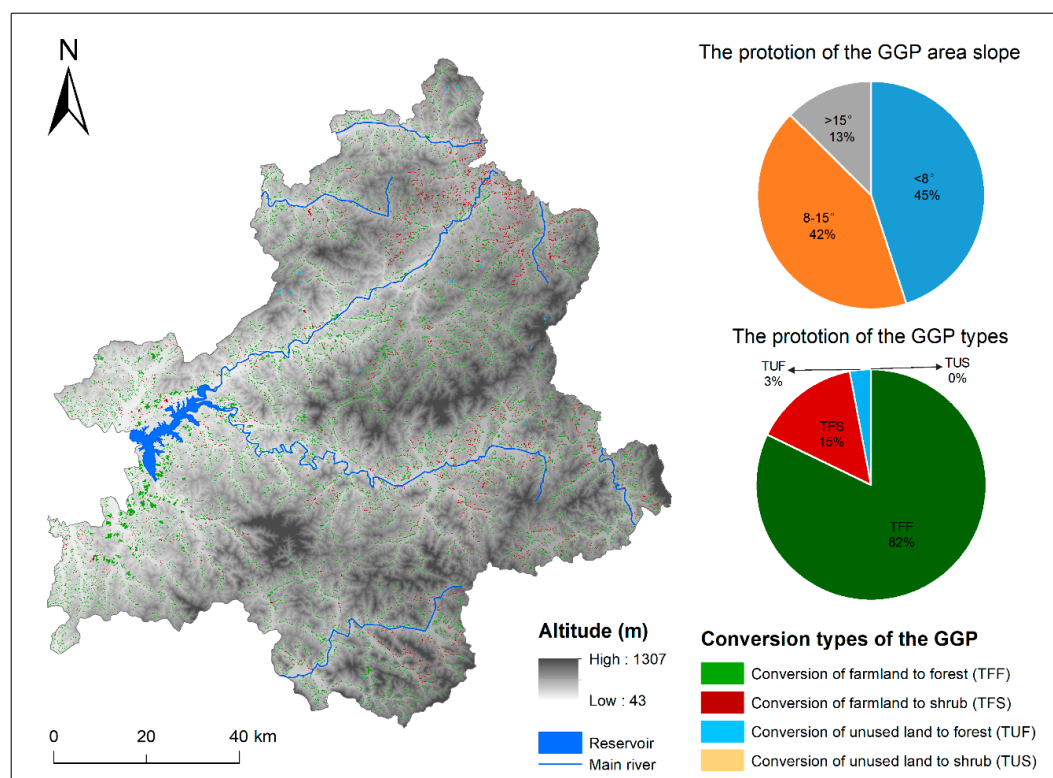 N
The prototion of the GGP area slope
>15°
13%
<8°
45%
8-15°
42%
The prototion of the GGP types
TUF
3%
TUS
0%
TFS
15%
TFF
82%
Altitude (m)
High : 1307
Low : 43
Reservoir
Main river
0 20 40 km
Conversion types of the GGP
Conversion of farmland to forest (TFF)
Conversion of farmland to shrub (TFS)
Conversion of unused land to forest (TUF)
Conversion of unused land to shrub (TUS)